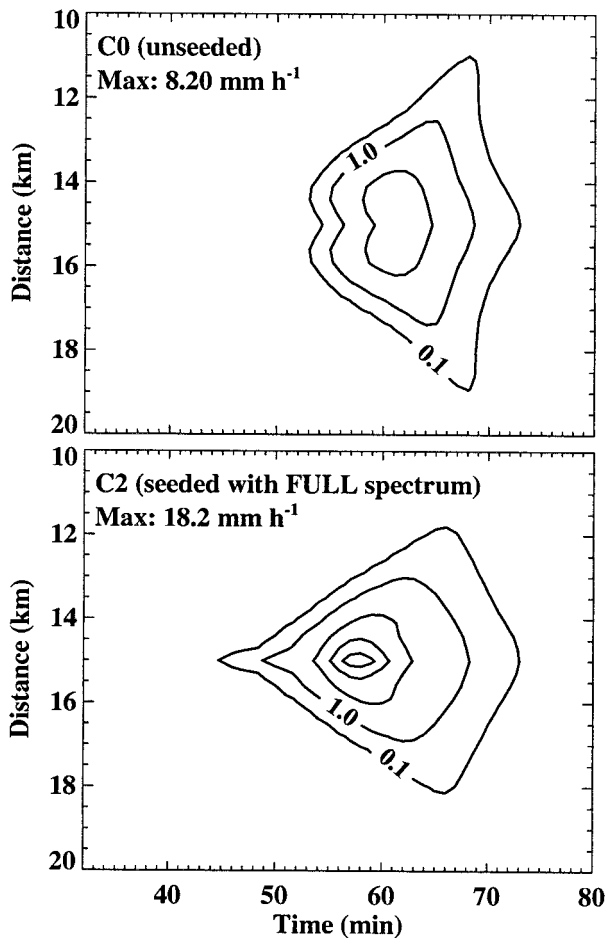 10
12
14
16
18
20
Distance (km)
C0 (unseeded)
Max: 8.20 mm h⁻¹
1.0
0.1
10
12
14
16
18
20
Distance (km)
C2 (seeded with FULL spectrum)
Max: 18.2 mm h⁻¹
1.0
0.1
40 50 60 70 80
Time (min)